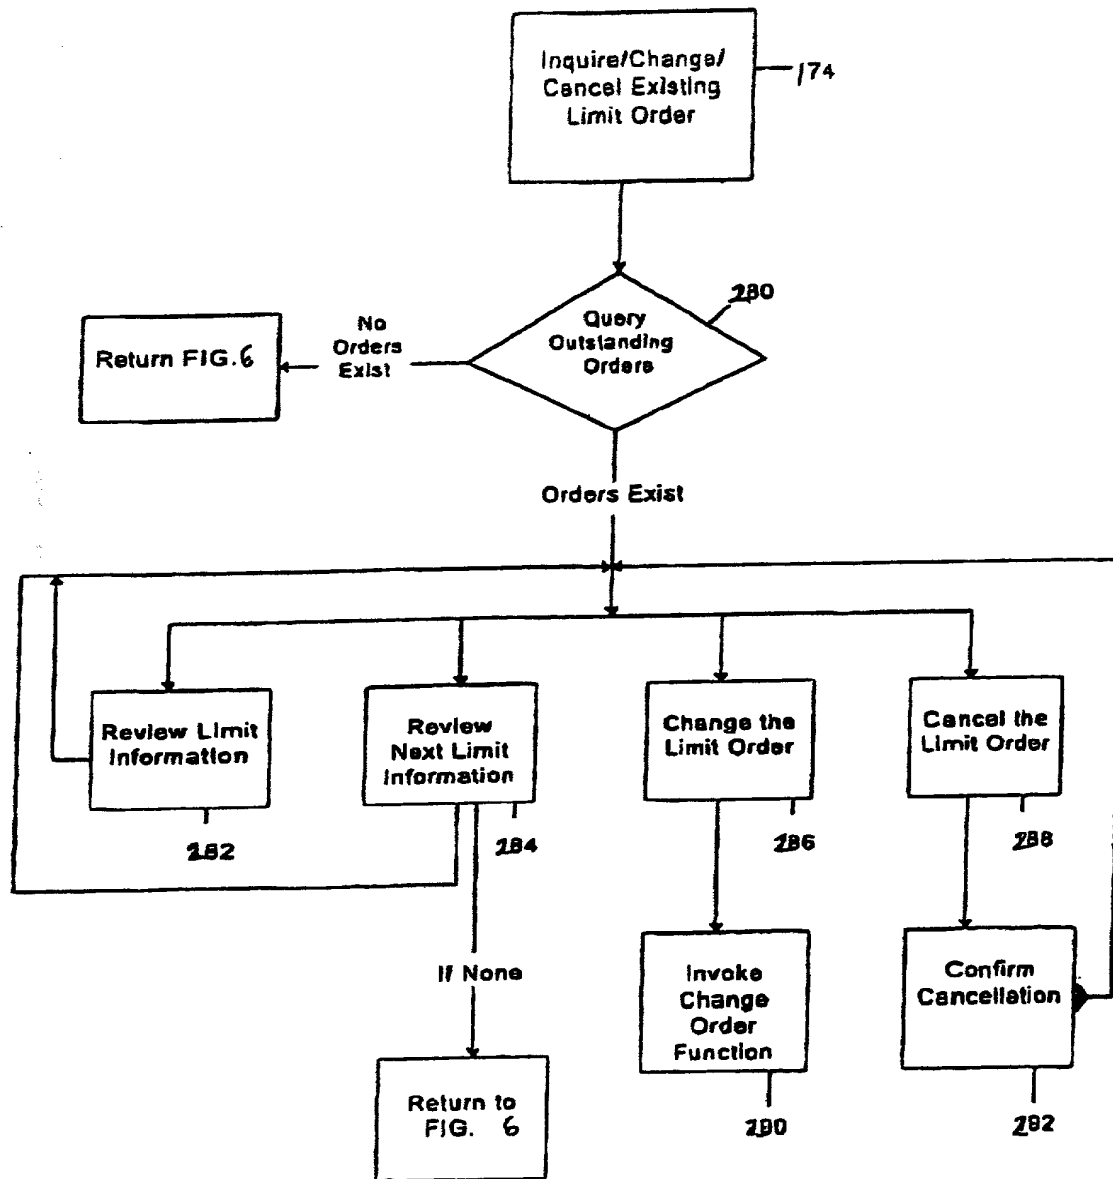 Inquire/Change/
Cancel Existing
Limit Order
174
Query
Outstanding
Orders
280
No
Orders
Exist
Return FIG.6
Orders Exist
Review Limit
Information
282
Review
Next Limit
Information
284
Change the
Limit Order
286
Cancel the
Limit Order
288
If None
Return to
FIG. 6
Invoke
Change
Order
Function
290
Confirm
Cancellation
292